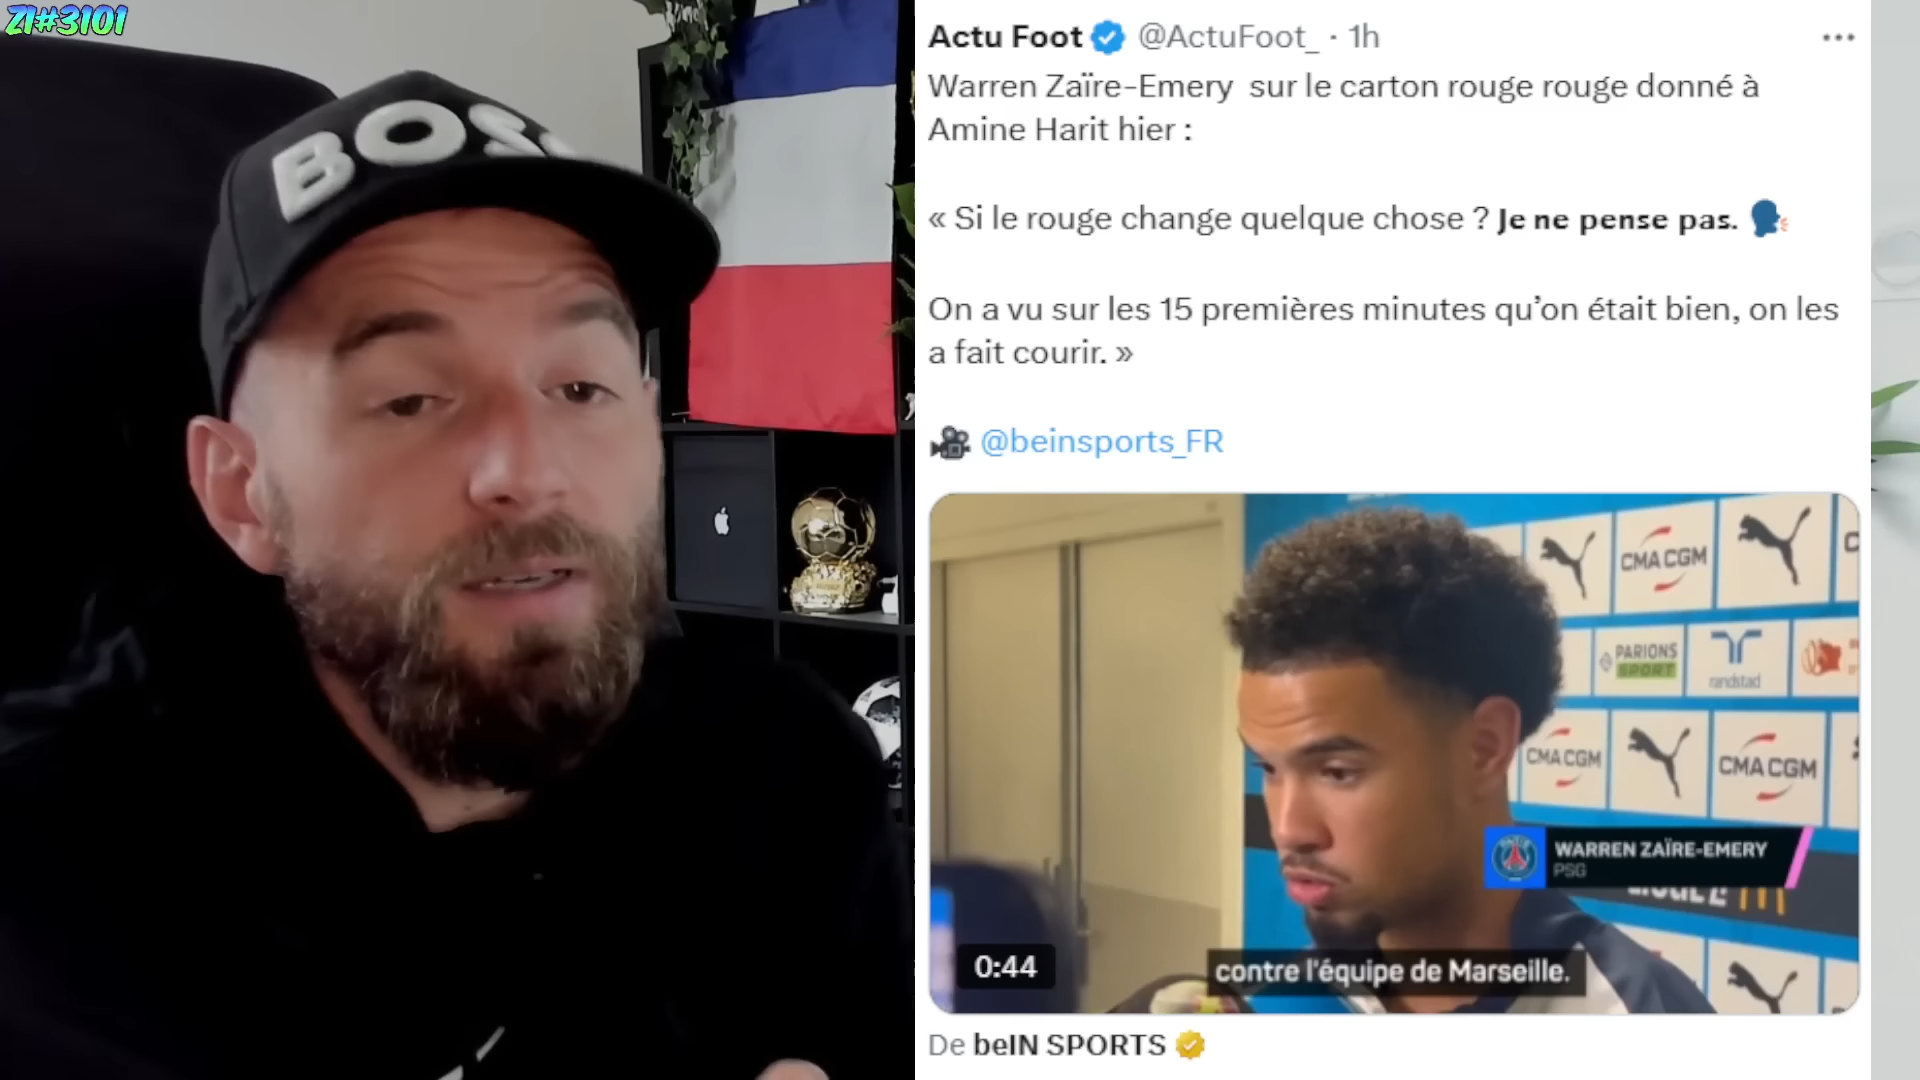 ZI#3101
BOSS
Actu Foot @ActuFoot_ · 1h
Warren Zaïre-Emery sur le carton rouge rouge donné à
Amine Harit hier :
« Si le rouge change quelque chose ? Je ne pense pas.
On a vu sur les 15 premières minutes qu’on était bien, on les
a fait courir. »
@beinsports_FR
CMA CGM
PARIONS
SPORT
randstad
CMA CGM
CMA CGM
WARREN ZAÏRE-EMERY
PSG
0:44
contre l'équipe de Marseille.
De beIN SPORTS